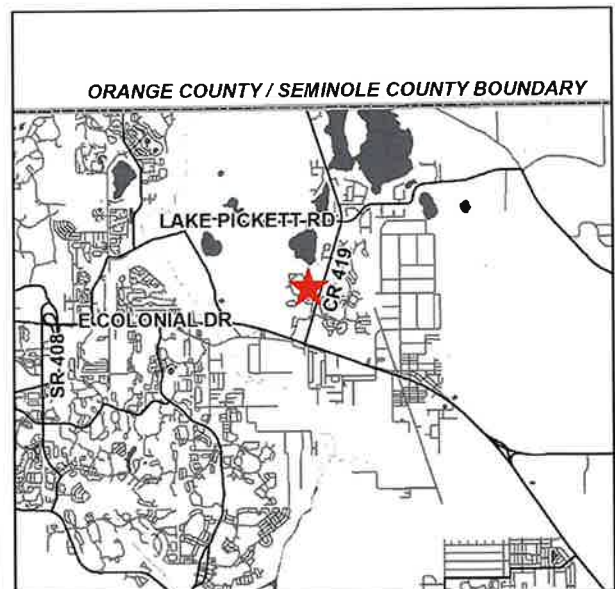 ORANGE COUNTY / SEMINOLE COUNTY BOUNDARY
LAKE PICKETT RD
CR 419
E COLONIAL DR
SR 408